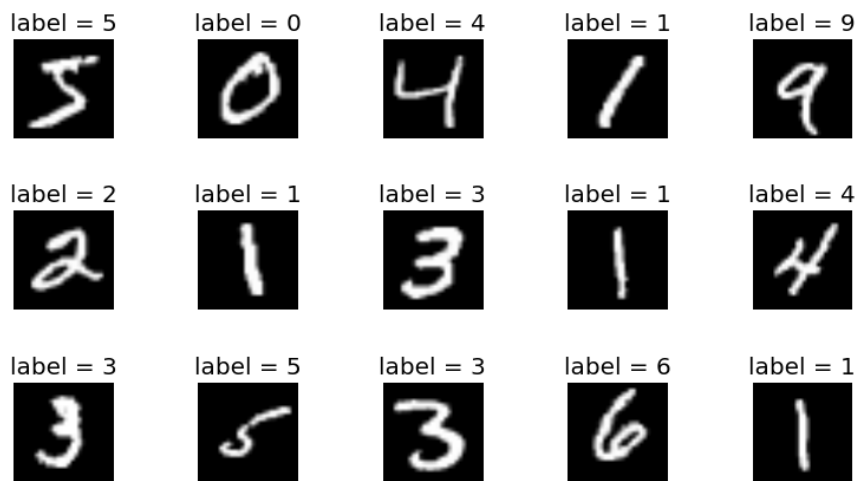 label = 5 label = 0 label = 4 label = 1 label = 9
5 0 4 1 9
label = 2 label = 1 label = 3 label = 1 label = 4
2 1 3 1 4
label = 3 label = 5 label = 3 label = 6 label = 1
3 5 3 6 1